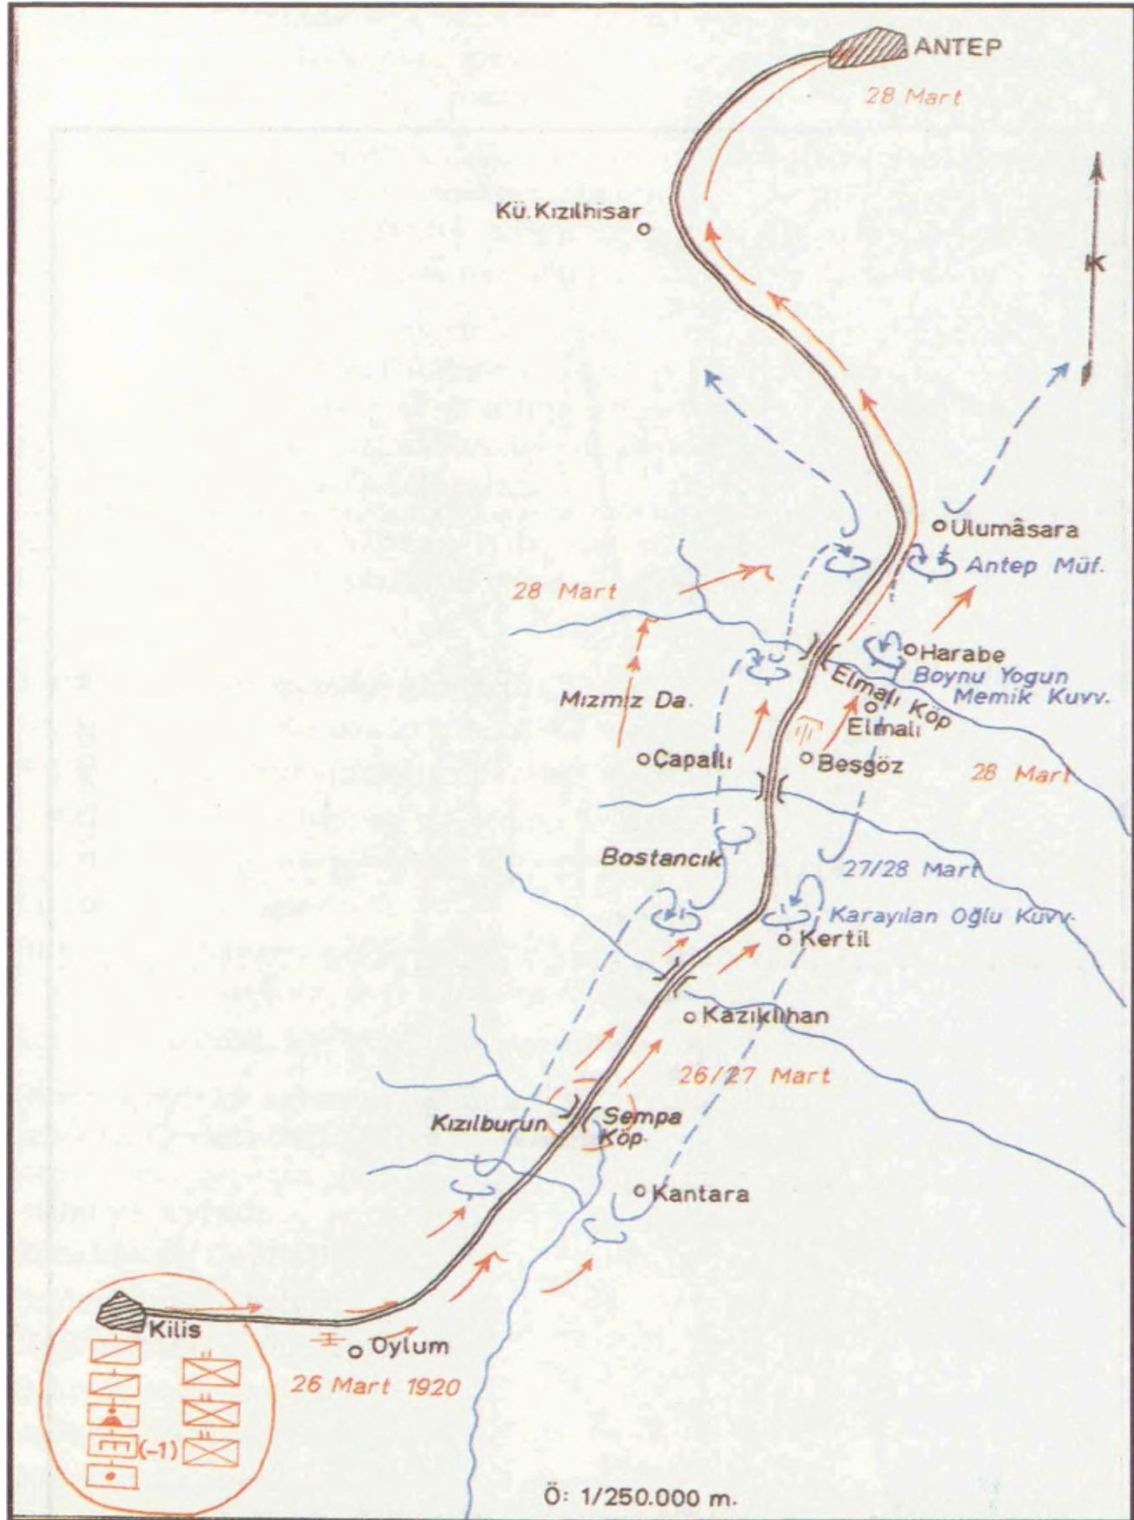 ANTEP
28 Mart
Kü. Kızılhisar
K
Ulumâsara
Antep Müf.
28 Mart
Harabe
Boynu Yogun
Memik Kuvv.
Mızmız Da.
Elmalı Köp
Elmalı
Çapallı
Beşgöz
28 Mart
Bostancık
27/28 Mart
Karayılan Oğlu Kuvv.
Kertil
Kazıklıhan
26/27 Mart
Kızılburun
Sempa
Köp.
Kantara
Kilis
Oylum
26 Mart 1920
(-1)
Ö: 1/250.000 m.